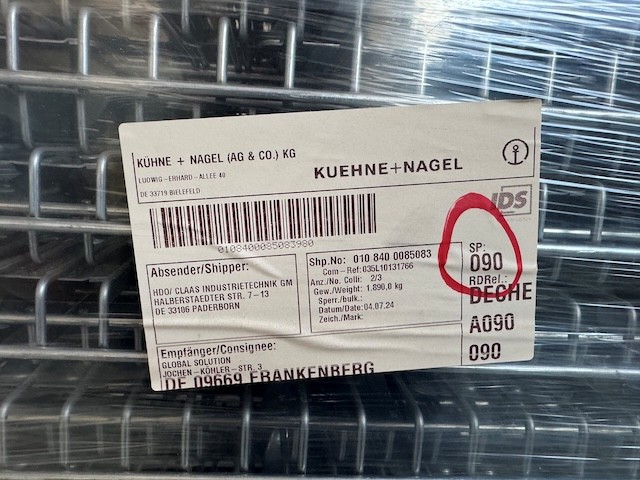 KÜHNE + NAGEL (AG & CO.) KG
LUDWIG-ERHARD-ALLEE 40
DE 33719 BIELEFELD
KUEHNE+NAGEL
IDS
0108400085083980
Absender/Shipper:
HDO/ CLAAS INDUSTRIETECHNIK GM
HALBERSTAEDTER STR. 7-13
DE 33106 PADERBORN
Shp.No: 010 840 0085083
Com-Ref: 035L10131766
Anz./No. Colli: 2/3
Gew./Weight: 1.890,0 kg
Sperr./bulk.:
Datum/Date: 04.07.24
Zeich./Mark:
SP:
090
RDRel.:
DECHE
A090
090
Empfänger/Consignee:
GLOBAL SOLUTION
JOCHEN-KÖHLER-STR. 3
DE 09669 FRANKENBERG